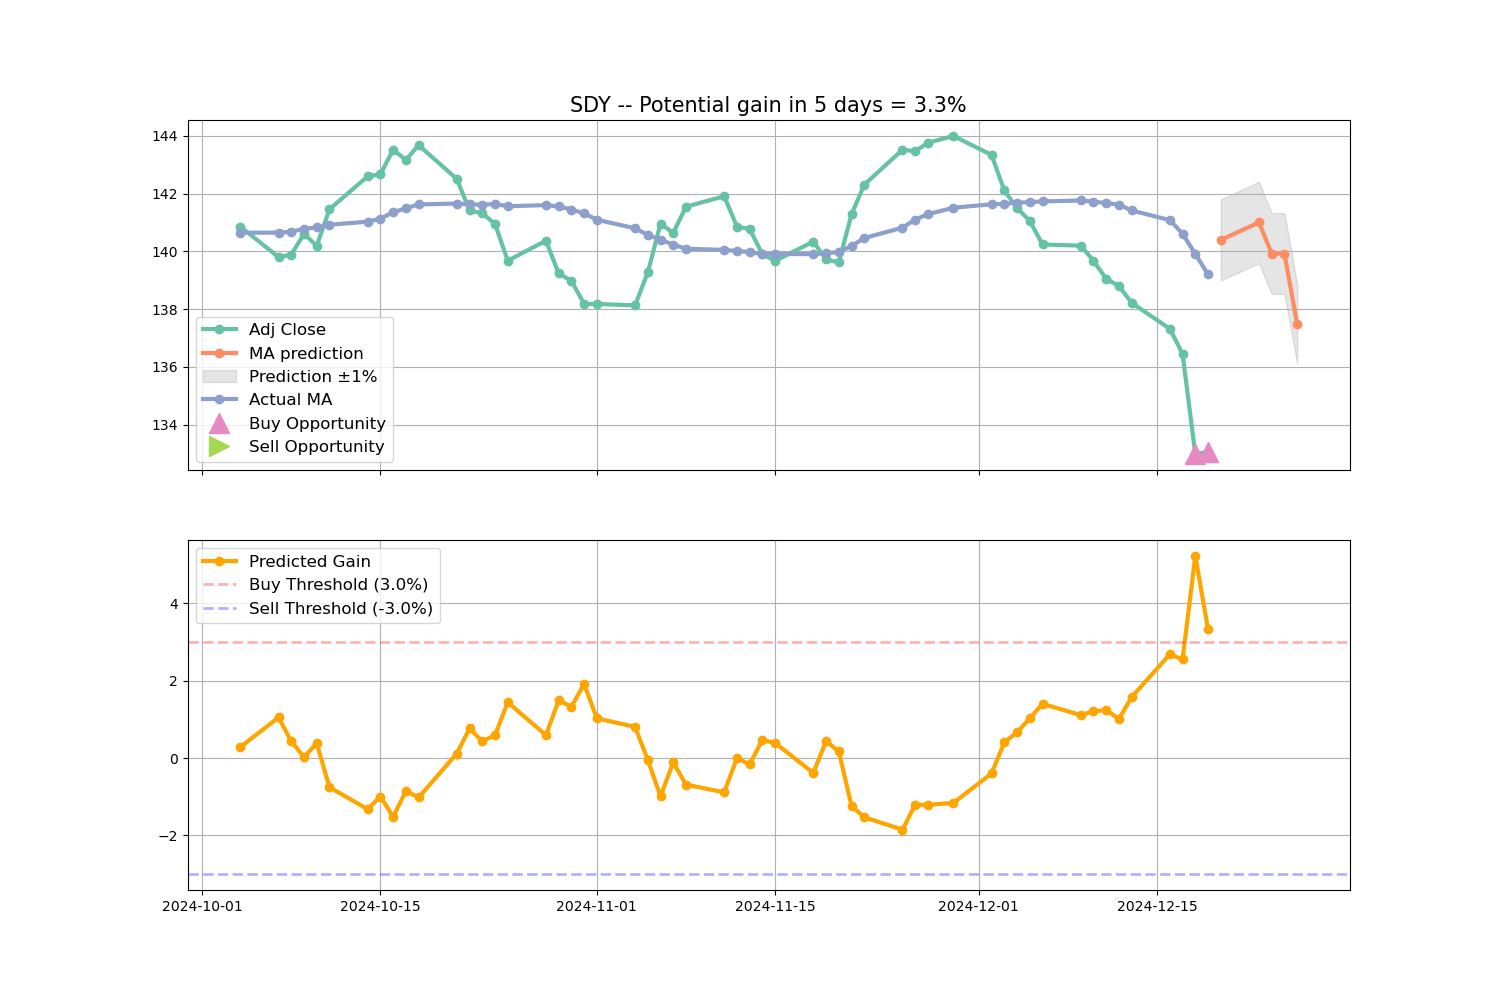 SDY -- Potential gain in 5 days = 3.3%
144
142
140
138
136
134
Adj Close
MA prediction
Prediction ±1%
Actual MA
Buy Opportunity
Sell Opportunity
4
2
0
−2
Predicted Gain
Buy Threshold (3.0%)
Sell Threshold (-3.0%)
2024-10-01
2024-10-15
2024-11-01
2024-11-15
2024-12-01
2024-12-15